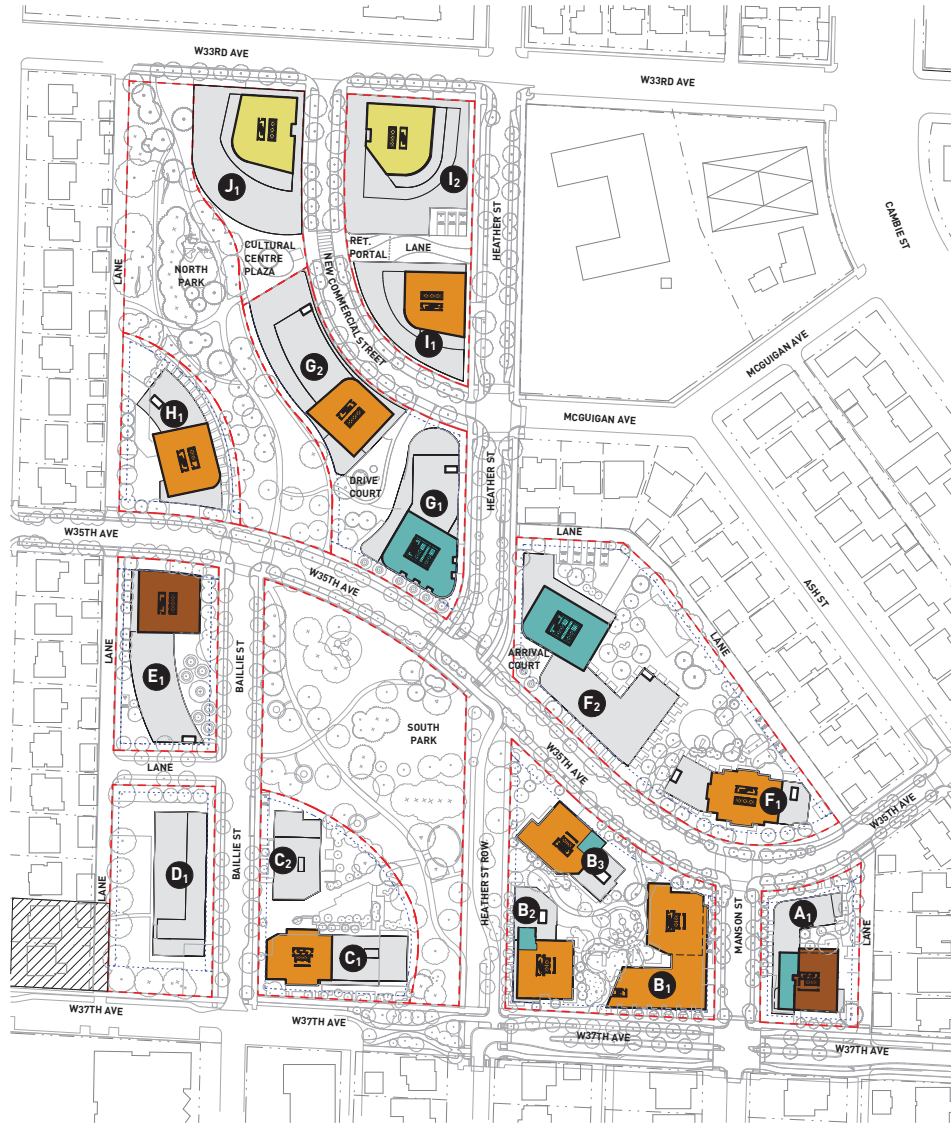 W33RD AVE
W33RD AVE
J1
I2
HEATHER ST
CAMBIE ST
CULTURAL
CENTRE
PLAZA
RET.
PORTAL
LANE
NORTH
PARK
LANE
NEW COMMERCIAL STREET
I1
G2
MCGUIGAN AVE
H1
MCGUIGAN AVE
DRIVE
COURT
G1
HEATHER ST
W35TH AVE
LANE
W35TH AVE
ASH ST
LANE
LANE
BAILLIE ST
ARRIVAL
COURT
E1
F2
SOUTH
PARK
W35TH AVE
LANE
F1
W35TH AVE
BAILLIE ST
C2
B3
HEATHER ST ROW
D1
LANE
B2
A1
MANSON ST
LANE
C1
B1
W37TH AVE
W37TH AVE
W37TH AVE
W37TH AVE